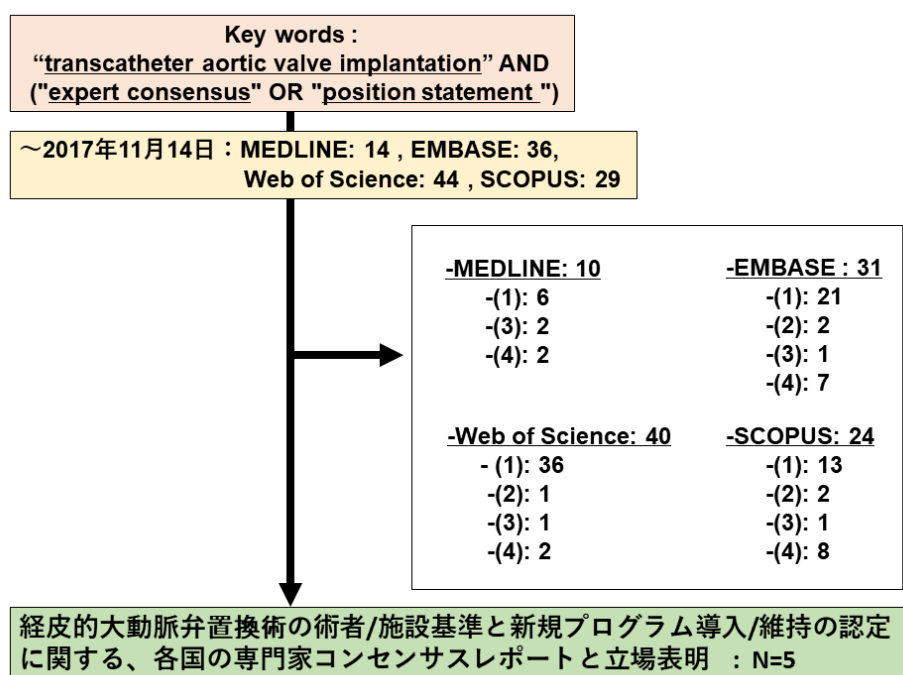 Key words :
“transcatheter aortic valve implantation” AND
("expert consensus" OR "position statement ")
～2017年11月14日：MEDLINE: 14 , EMBASE: 36,
Web of Science: 44 , SCOPUS: 29
-MEDLINE: 10
-(1): 6
-(3): 2
-(4): 2
-EMBASE : 31
-(1): 21
-(2): 2
-(3): 1
-(4): 7
-Web of Science: 40
- (1): 36
-(2): 1
-(3): 1
-(4): 2
-SCOPUS: 24
-(1): 13
-(2): 2
-(3): 1
-(4): 8
経皮的大動脈弁置換術の術者/施設基準と新規プログラム導入/維持の認定
に関する、各国の専門家コンセンサスレポートと立場表明 ：N=5